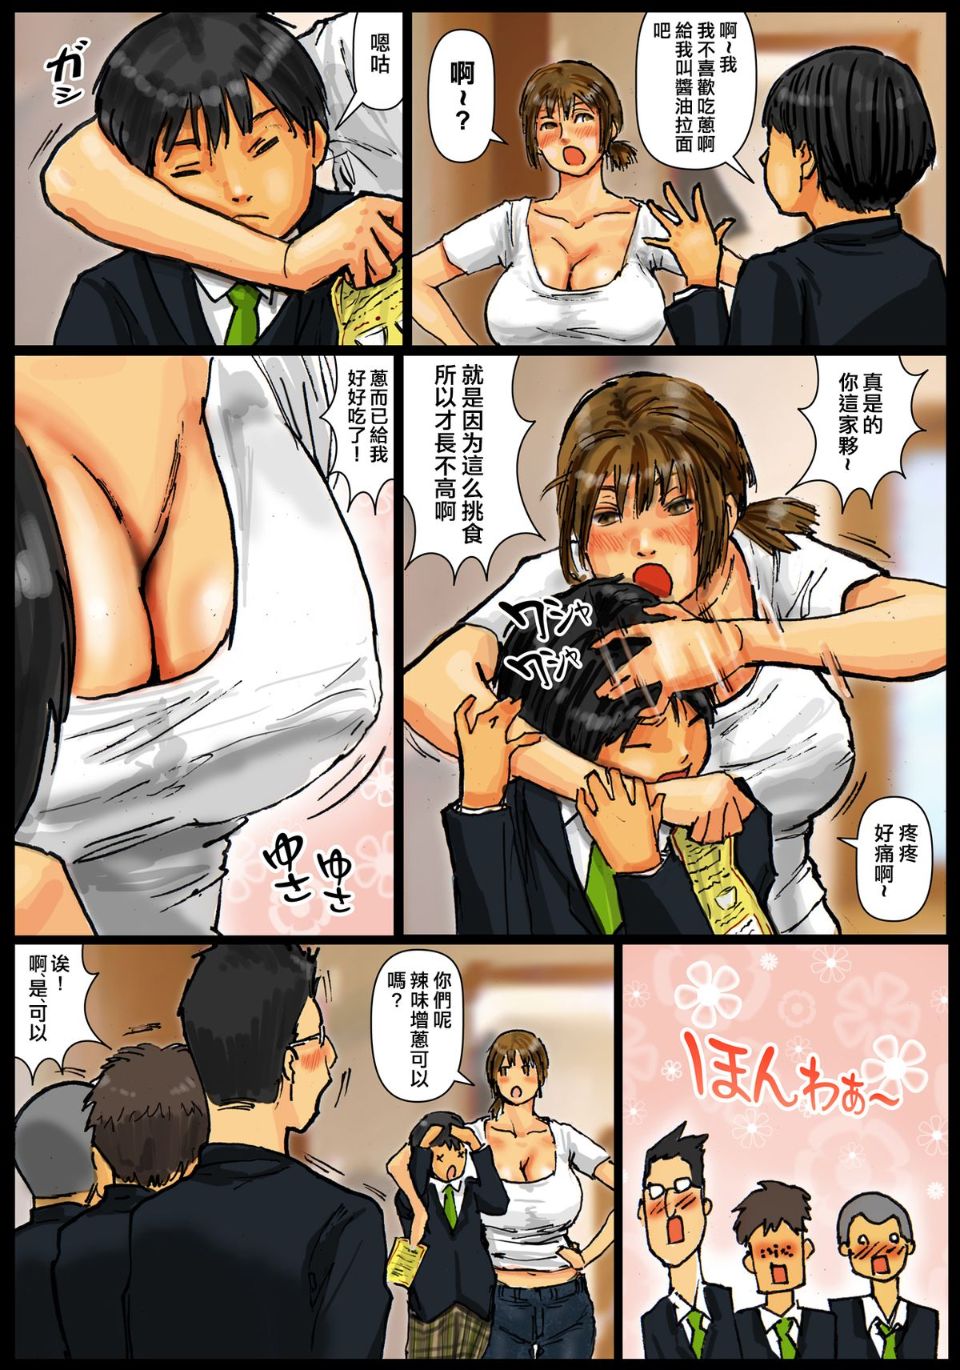 啊~我
我不喜歡吃蔥啊
給我叫醬油拉面
吧
啊~？
嗯咕
ガシ
真是的
你這家夥~
就是因为這么挑食
所以才長不高啊
ワシャ
ワシャ
疼疼
好痛啊~
蔥而已給我
好好吃了！
ゆさ
ゆさ
ほんわぁ~
你們呢
辣味增蔥可以
嗎？
诶！
啊､是､可以